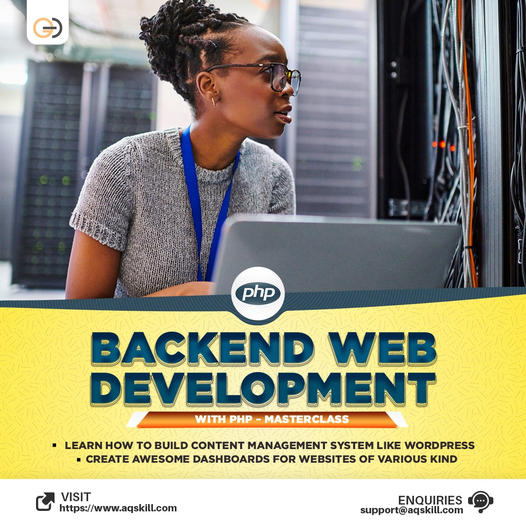 php
BACKEND WEB
DEVELOPMENT
WITH PHP - MASTERCLASS
LEARN HOW TO BUILD CONTENT MANAGEMENT SYSTEM LIKE WORDPRESS
CREATE AWESOME DASHBOARDS FOR WEBSITES OF VARIOUS KIND
VISIT
https://www.aqskill.com
ENQUIRIES
support@aqskill.com